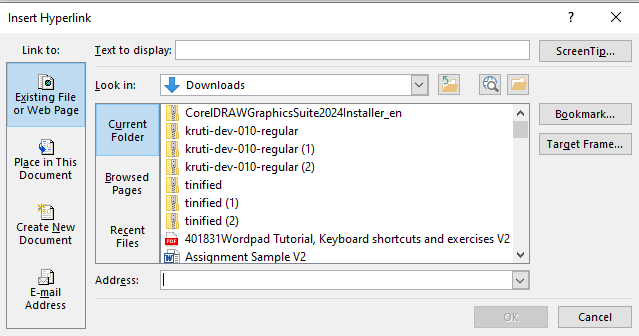 Insert Hyperlink
? ×
Link to:
Text to display:
ScreenTip...
Existing File
or Web Page
Look in:
Downloads
Current
Folder
CorelDRAWGraphicsSuite2024Installer_en
kruti-dev-010-regular
kruti-dev-010-regular (1)
kruti-dev-010-regular (2)
tinified
tinified (1)
tinified (2)
401831Wordpad Tutorial, Keyboard shortcuts and exercises V2
Assignment Sample V2
Bookmark...
Target Frame...
Place in This
Document
Browsed
Pages
Create New
Document
Recent
Files
E-mail
Address
Address:
OK
Cancel